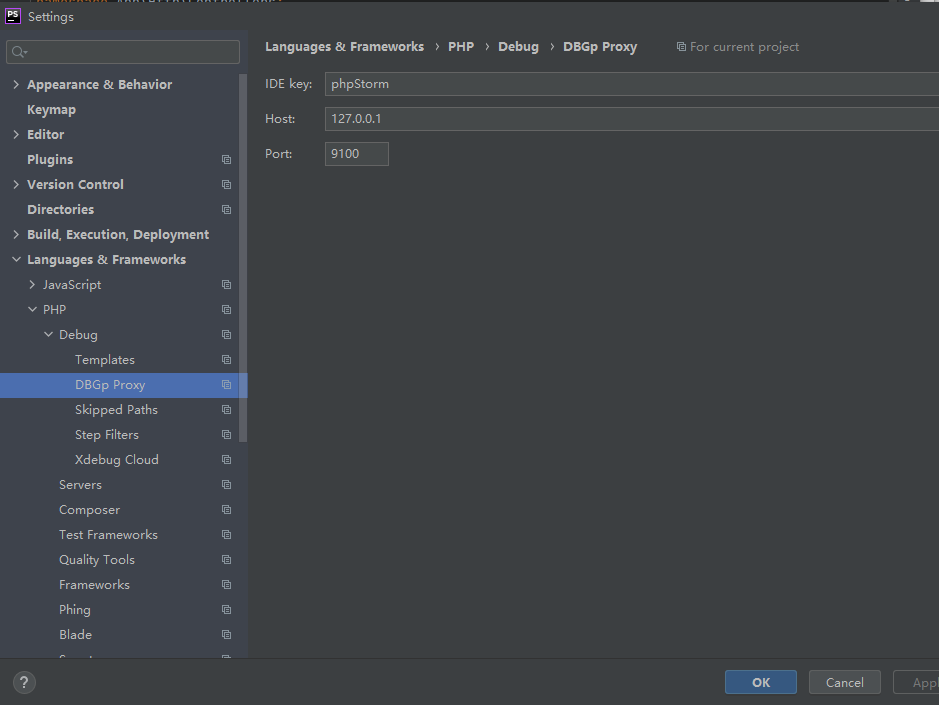 PS Settings
Languages & Frameworks › PHP › Debug › DBGp Proxy For current project
Appearance & Behavior
Keymap
Editor
Plugins
Version Control
Directories
Build, Execution, Deployment
Languages & Frameworks
JavaScript
PHP
Debug
Templates
DBGp Proxy
Skipped Paths
Step Filters
Xdebug Cloud
Servers
Composer
Test Frameworks
Quality Tools
Frameworks
Phing
Blade
IDE key: phpStorm
Host: 127.0.0.1
Port: 9100
? OK Cancel Appl